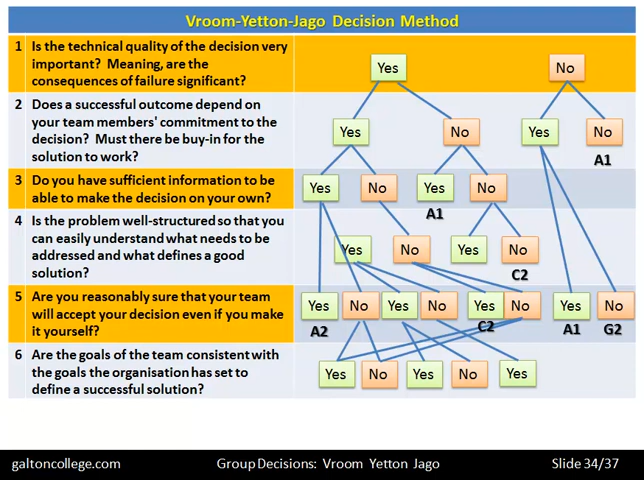 Vroom-Yetton-Jago Decision Method
1 Is the technical quality of the decision very
important? Meaning, are the
consequences of failure significant?
Yes No
2 Does a successful outcome depend on
your team members' commitment to the
decision? Must there be buy-in for the
solution to work?
Yes No Yes No
A1
3 Do you have sufficient information to be
able to make the decision on your own?
Yes No Yes No
A1
4 Is the problem well-structured so that you
can easily understand what needs to be
addressed and what defines a good
solution?
Yes No Yes No
C2
5 Are you reasonably sure that your team
will accept your decision even if you make
it yourself?
Yes No Yes No Yes No Yes No
A2 C2 A1 G2
6 Are the goals of the team consistent with
the goals the organisation has set to
define a successful solution?
Yes No Yes No Yes
galtoncollege.com Group Decisions: Vroom Yetton Jago Slide 34/37